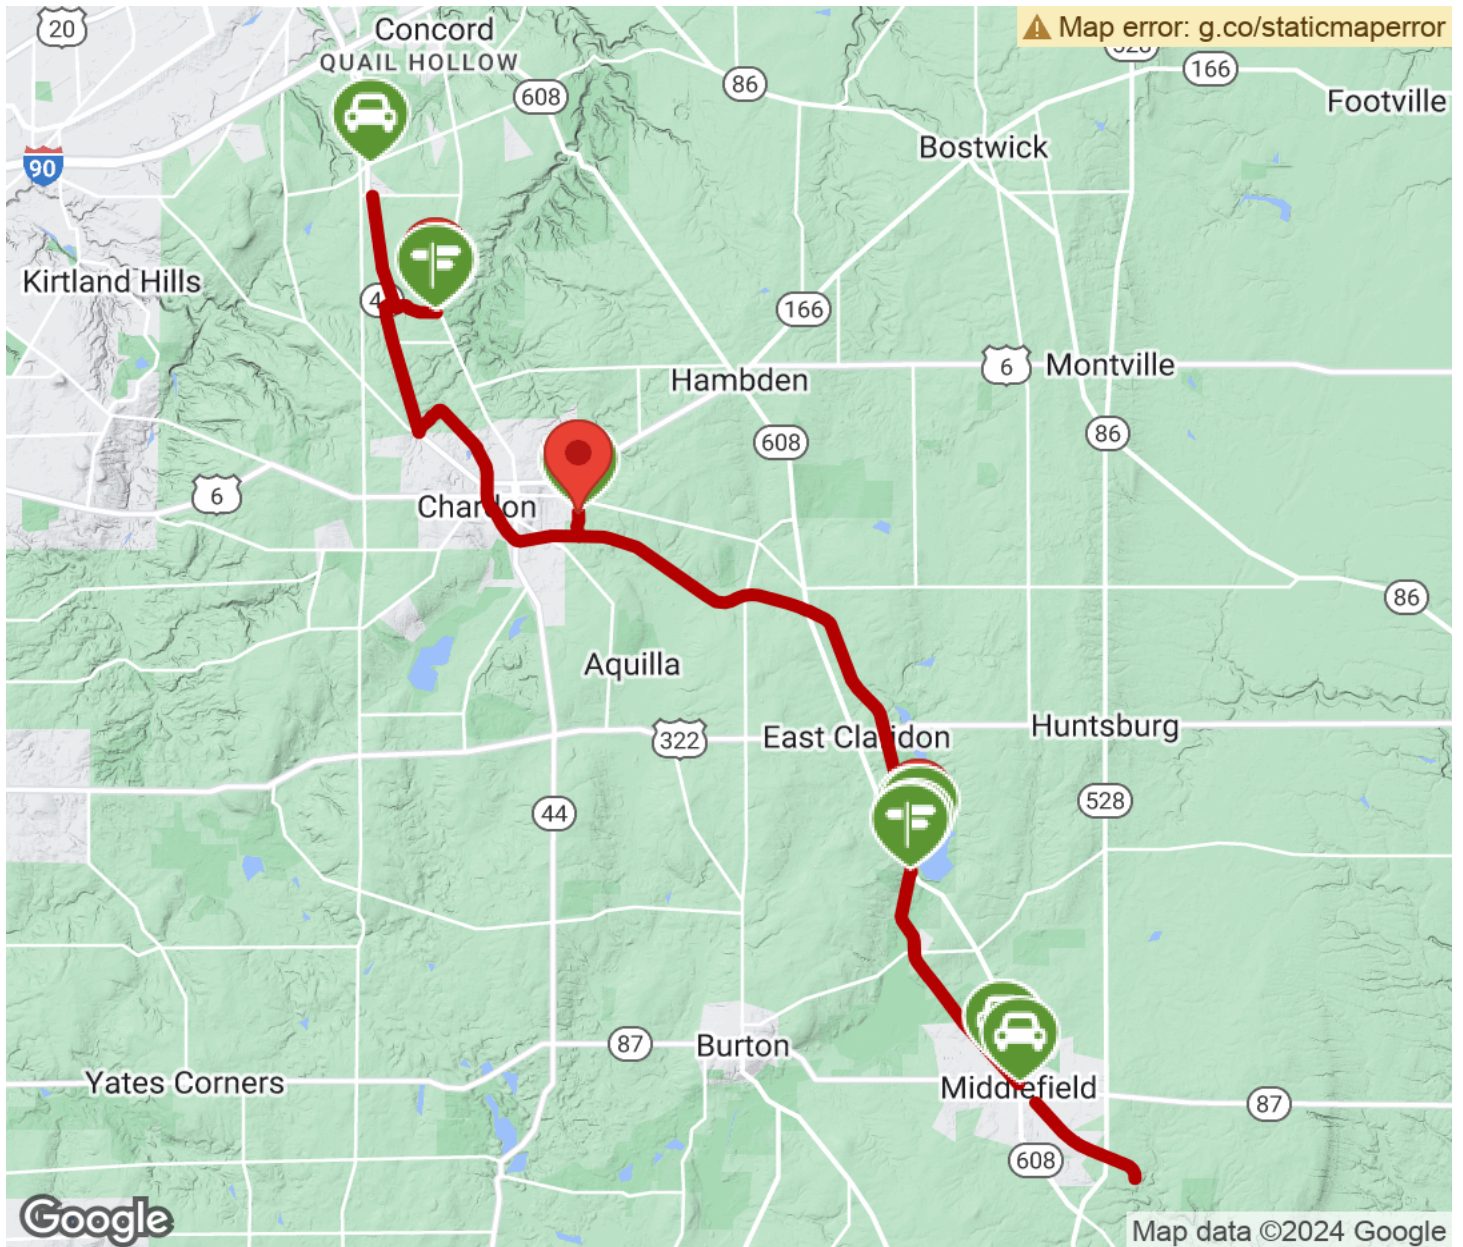 20
Concord
QUAIL HOLLOW
Map error: g.co/staticmaperror
608
86
166
Footville
Bostwick
90
Kirtland Hills
166
Hambden
6
Montville
608
86
6
Chardon
86
Aquilla
322
East Claridon
Huntsburg
44
528
87
Burton
Yates Corners
Middlefield
87
608
Google
Map data ©2024 Google